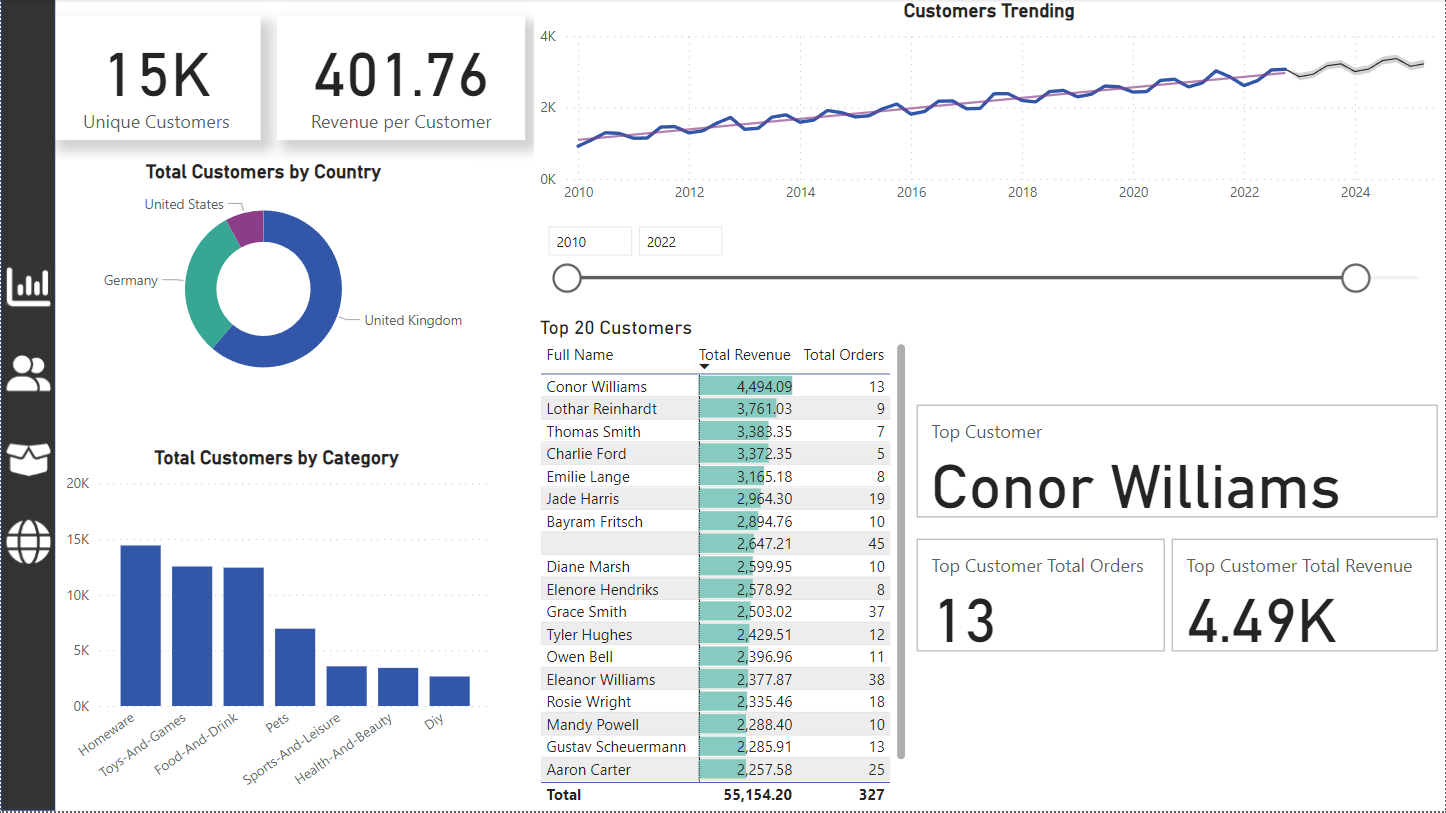 15K
Unique Customers
401.76
Revenue per Customer
Total Customers by Country
United States
Germany
United Kingdom
Total Customers by Category
20K
15K
10K
5K
0K
Homeware
Toys-And-Games
Food-And-Drink
Pets
Sports-And-Leisure
Health-And-Beauty
Diy
Customers Trending
4K
2K
0K
2010 2012 2014 2016 2018 2020 2022 2024
2010 2022
Top 20 Customers
Full Name Total Revenue Total Orders
Conor Williams 4,494.09 13
Lothar Reinhardt 3,761.03 9
Thomas Smith 3,383.35 7
Charlie Ford 3,372.35 5
Emilie Lange 3,165.18 8
Jade Harris 2,964.30 19
Bayram Fritsch 2,894.76 10
2,647.21 45
Diane Marsh 2,599.95 10
Elenore Hendriks 2,578.92 8
Grace Smith 2,503.02 37
Tyler Hughes 2,429.51 12
Owen Bell 2,396.96 11
Eleanor Williams 2,377.87 38
Rosie Wright 2,335.46 18
Mandy Powell 2,288.40 10
Gustav Scheuermann 2,285.91 13
Aaron Carter 2,257.58 25
Total 55,154.20 327
Top Customer
Conor Williams
Top Customer Total Orders
13
Top Customer Total Revenue
4.49K